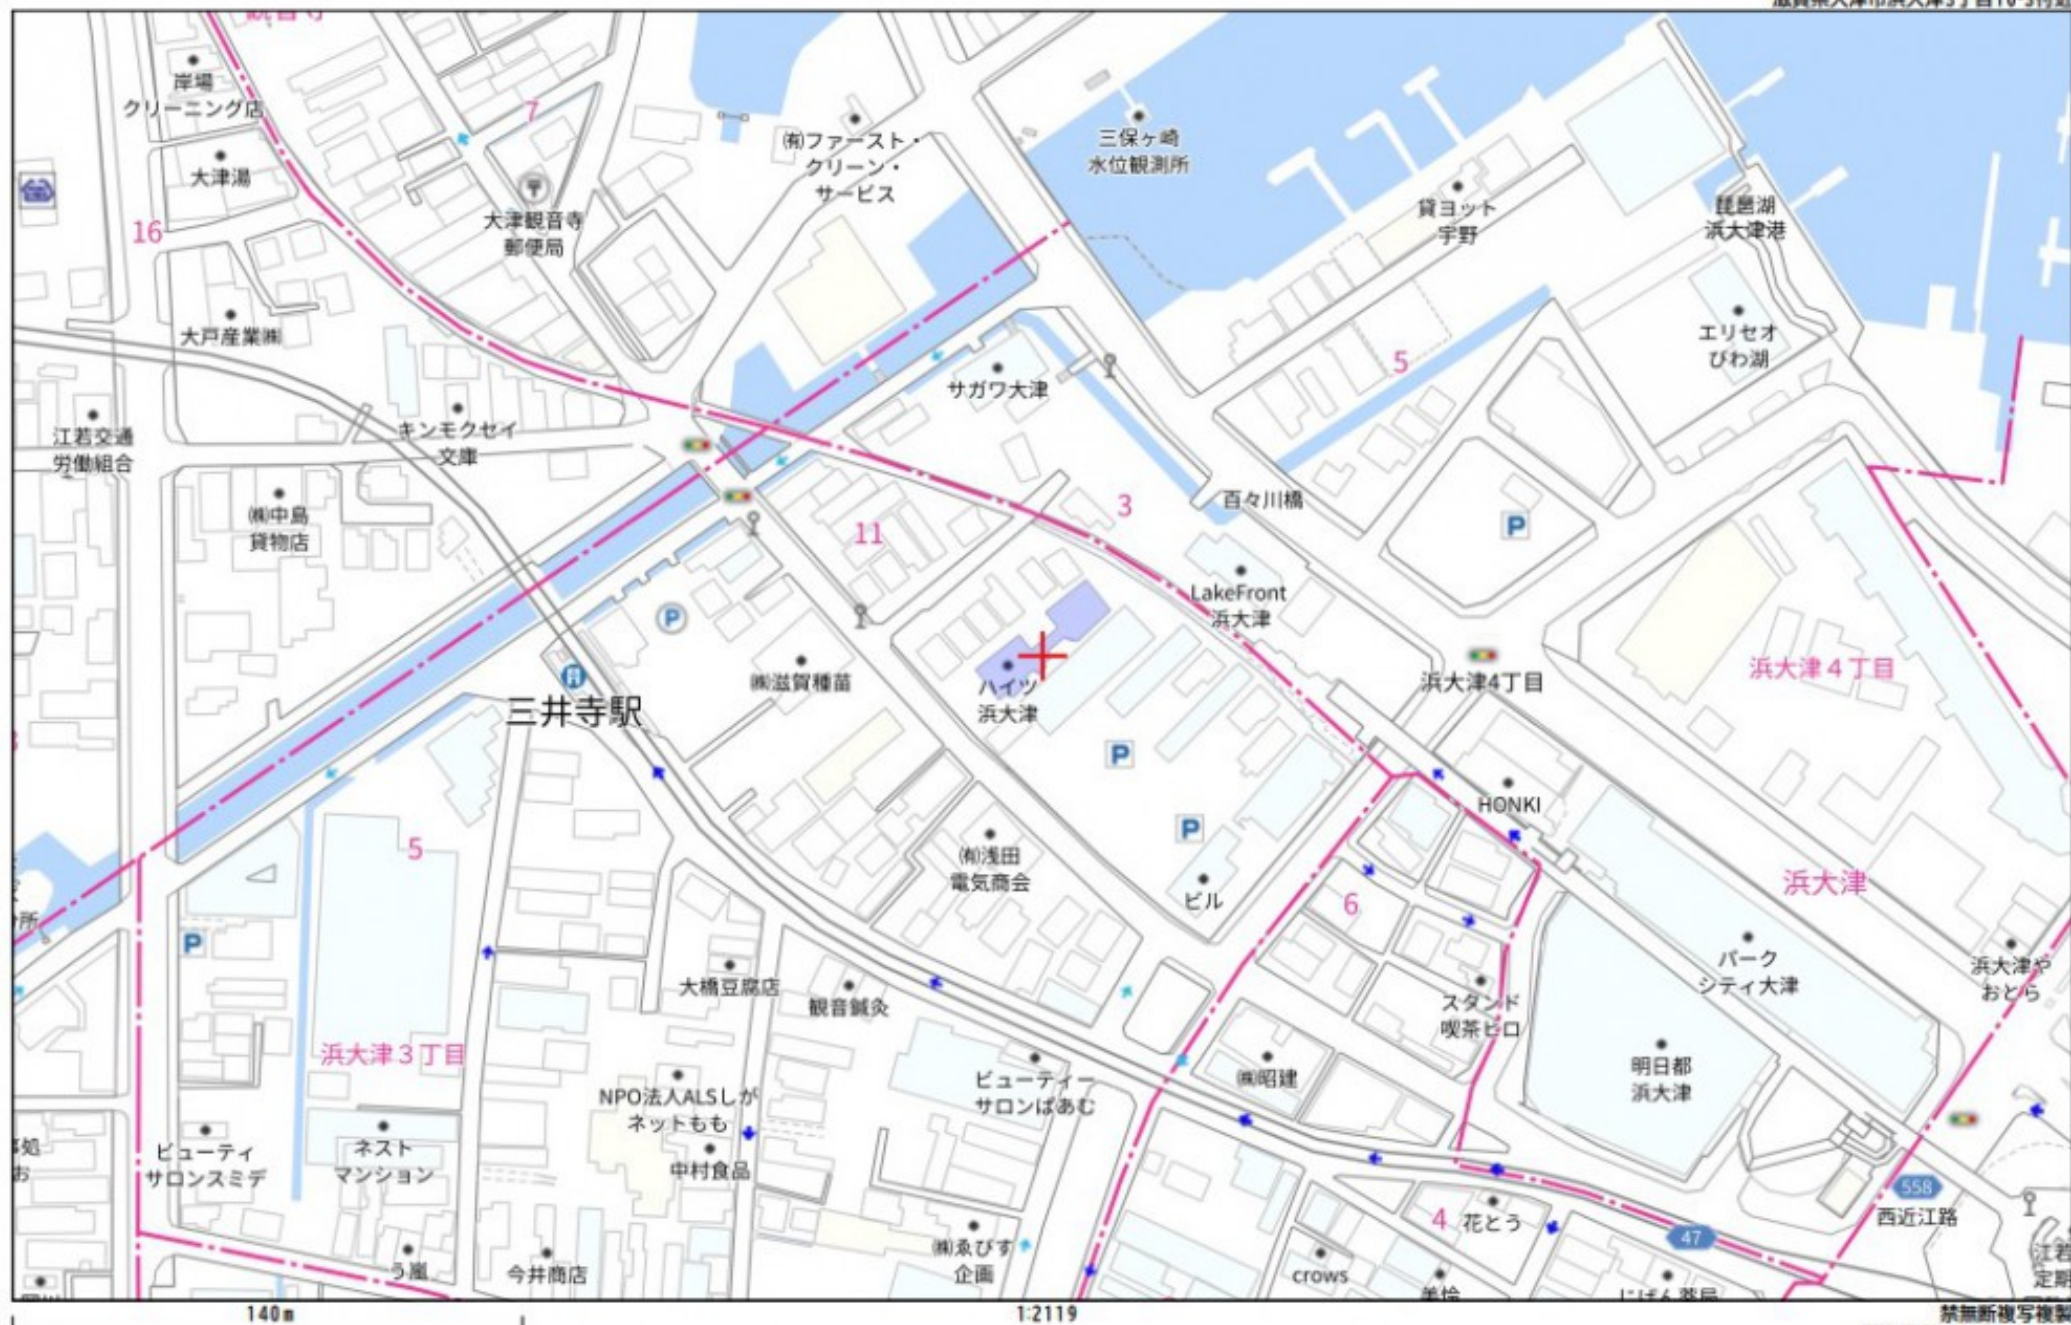 岸場
クリーニング店
7
㈲ファースト・
クリーン・
サービス
三保ヶ崎
水位観測所
大津湯
16
大津観音寺
郵便局
貸ヨット
宇野
琵琶湖
浜大津港
大戸産業㈱
エリセオ
びわ湖
5
サガワ大津
江若交通
労働組合
キンモクセイ
文庫
㈱中島
貨物店
11
3
百々川橋
P
LakeFront
浜大津
P
三井寺駅
㈱滋賀種苗
ハイツ
浜大津
浜大津4丁目
浜大津4丁目
P
HONKI
5
㈲浅田
電気商会
P
ビル
6
浜大津
P
大橋豆腐店
観音鍼灸
スタンド
喫茶ヒロ
パーク
シティ大津
浜大津や
おとら
浜大津3丁目
NPO法人ALSしが
ネットもも
ビューティー
サロンぱあむ
㈱昭建
明日都
浜大津
ビューティ
サロンスミデ
ネスト
マンション
中村食品
558
西近江路
4
花とう
47
う嵐
今井商店
㈱ゑびす
企画
crows
140m
1:2119
禁無断複写複製